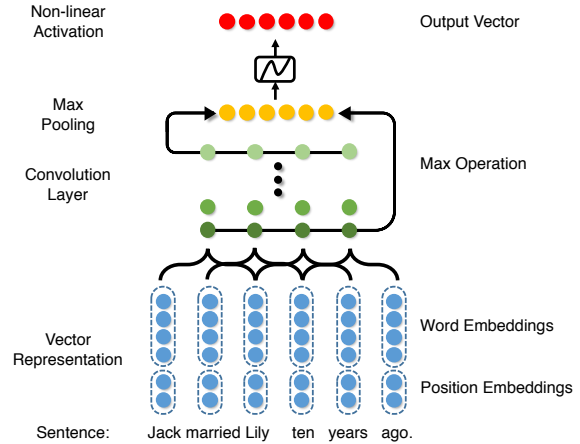 Non-linear
Activation
Output Vector
Max
Pooling
Convolution
Layer
Max Operation
Vector
Representation
Word Embeddings
Position Embeddings
Sentence: Jack married Lily ten years ago.